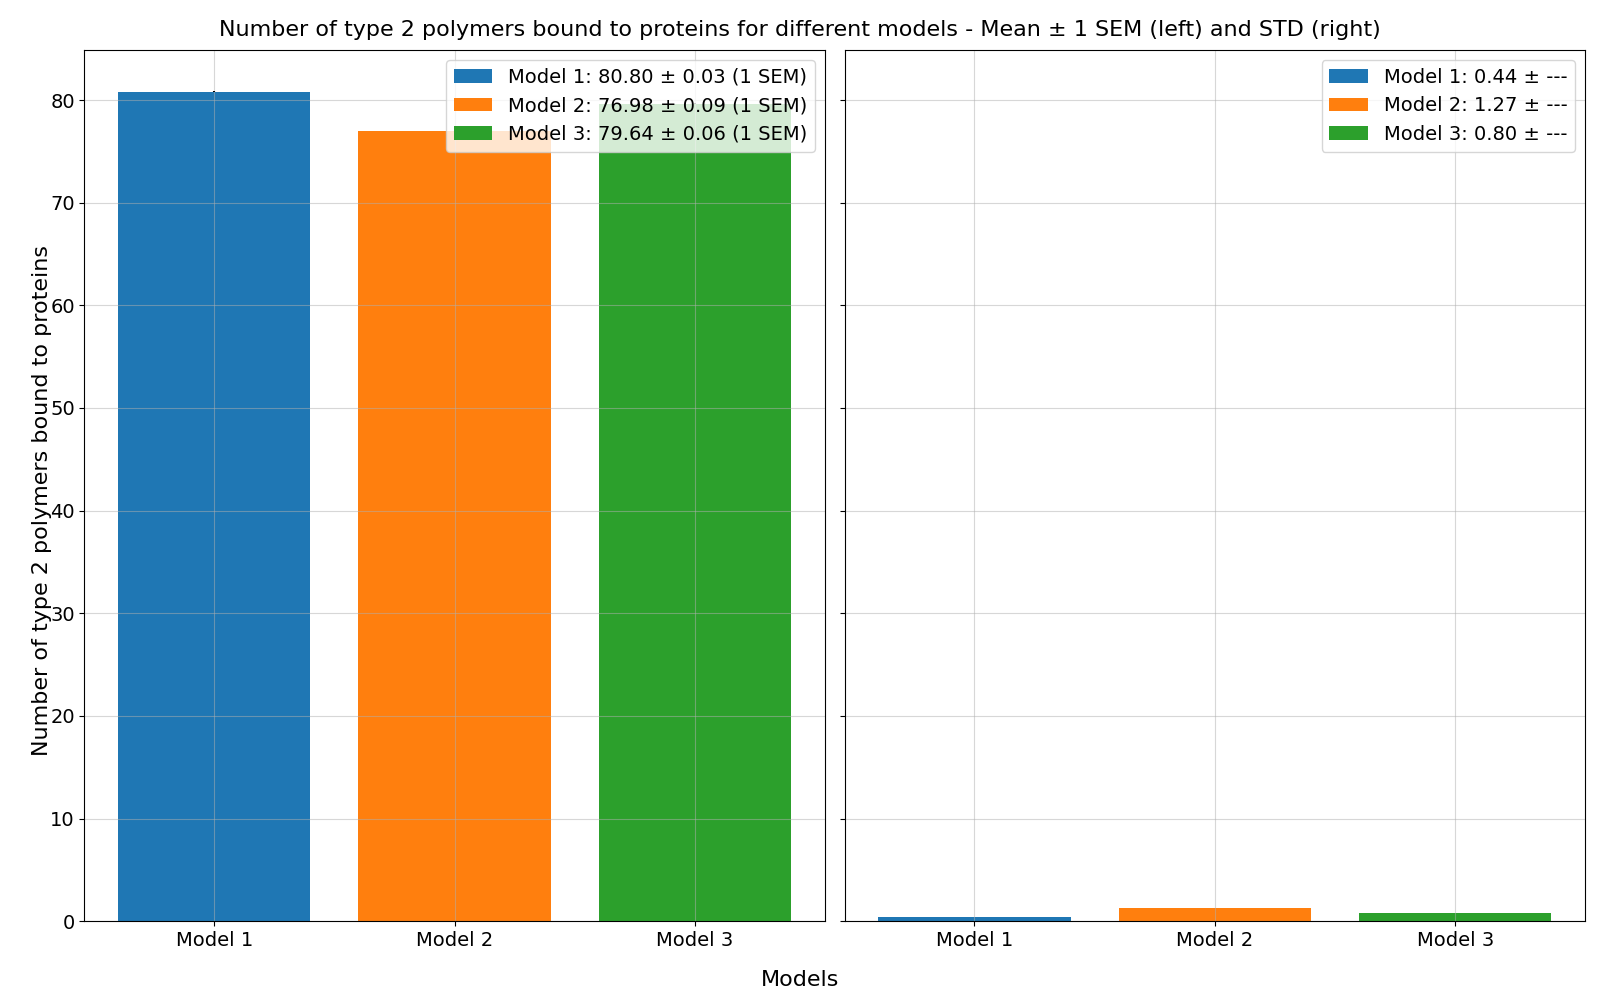 Number of type 2 polymers bound to proteins for different models - Mean ± 1 SEM (left) and STD (right)
Number of type 2 polymers bound to proteins
80
70
60
50
40
30
20
10
0
Model 1: 80.80 ± 0.03 (1 SEM)
Model 2: 76.98 ± 0.09 (1 SEM)
Model 3: 79.64 ± 0.06 (1 SEM)
Model 1 Model 2 Model 3
Model 1: 0.44 ± ---
Model 2: 1.27 ± ---
Model 3: 0.80 ± ---
Model 1 Model 2 Model 3
Models